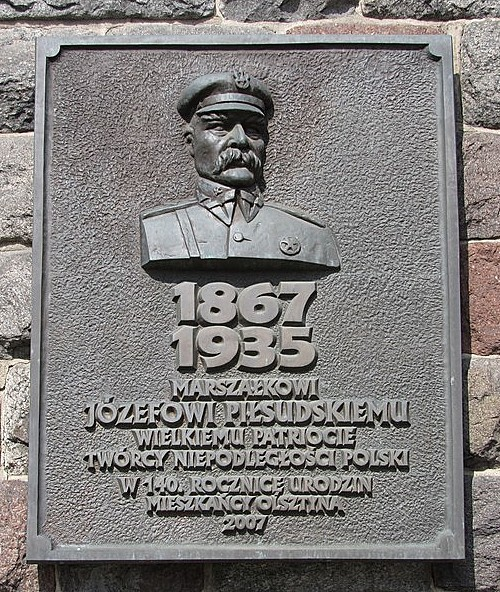 1867
1935
MARSZAŁKOWI
JÓZEFOWI PIŁSUDSKIEMU
WIELKIEMU PATRIOCIE
TWÓRCY NIEPODLEGŁOŚCI POLSKI
W 140. ROCZNICĘ URODZIN
MIESZKAŃCY OLSZTYNA
2007